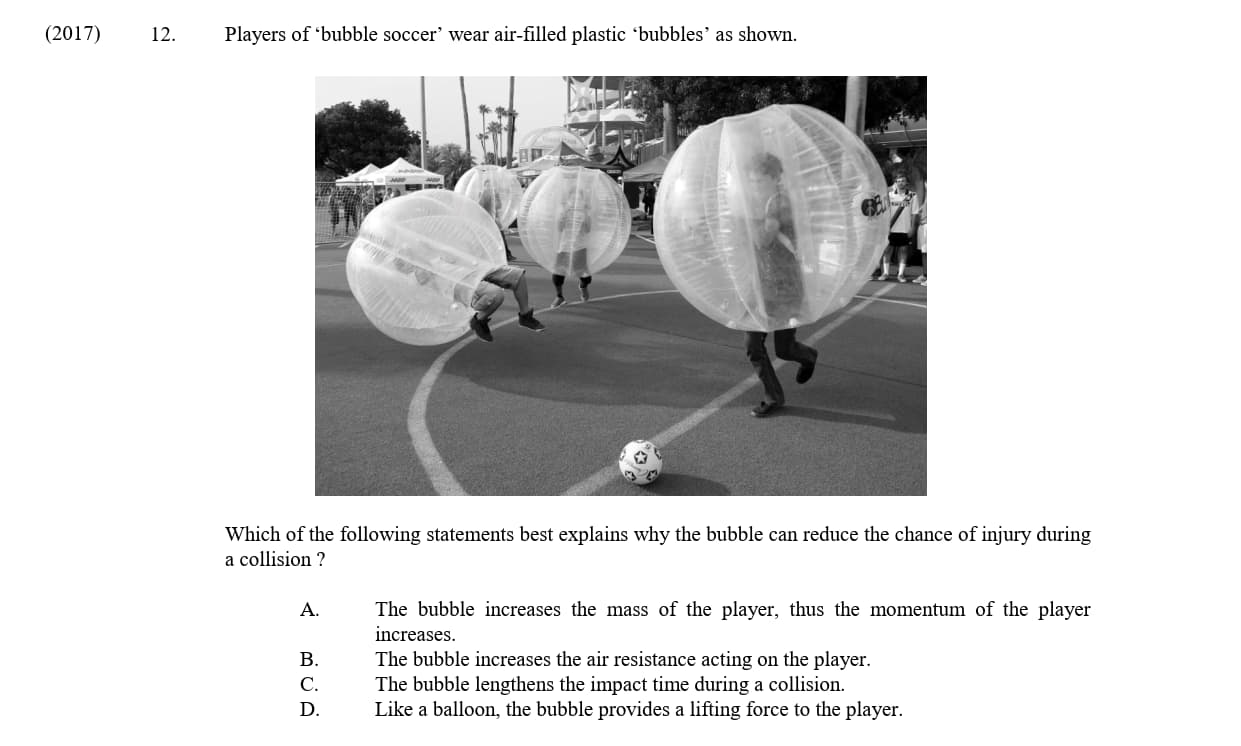 (2017) 12. Players of ‘bubble soccer’ wear air-filled plastic ‘bubbles’ as shown.
Which of the following statements best explains why the bubble can reduce the chance of injury during
a collision ?
A. The bubble increases the mass of the player, thus the momentum of the player
increases.
B. The bubble increases the air resistance acting on the player.
C. The bubble lengthens the impact time during a collision.
D. Like a balloon, the bubble provides a lifting force to the player.